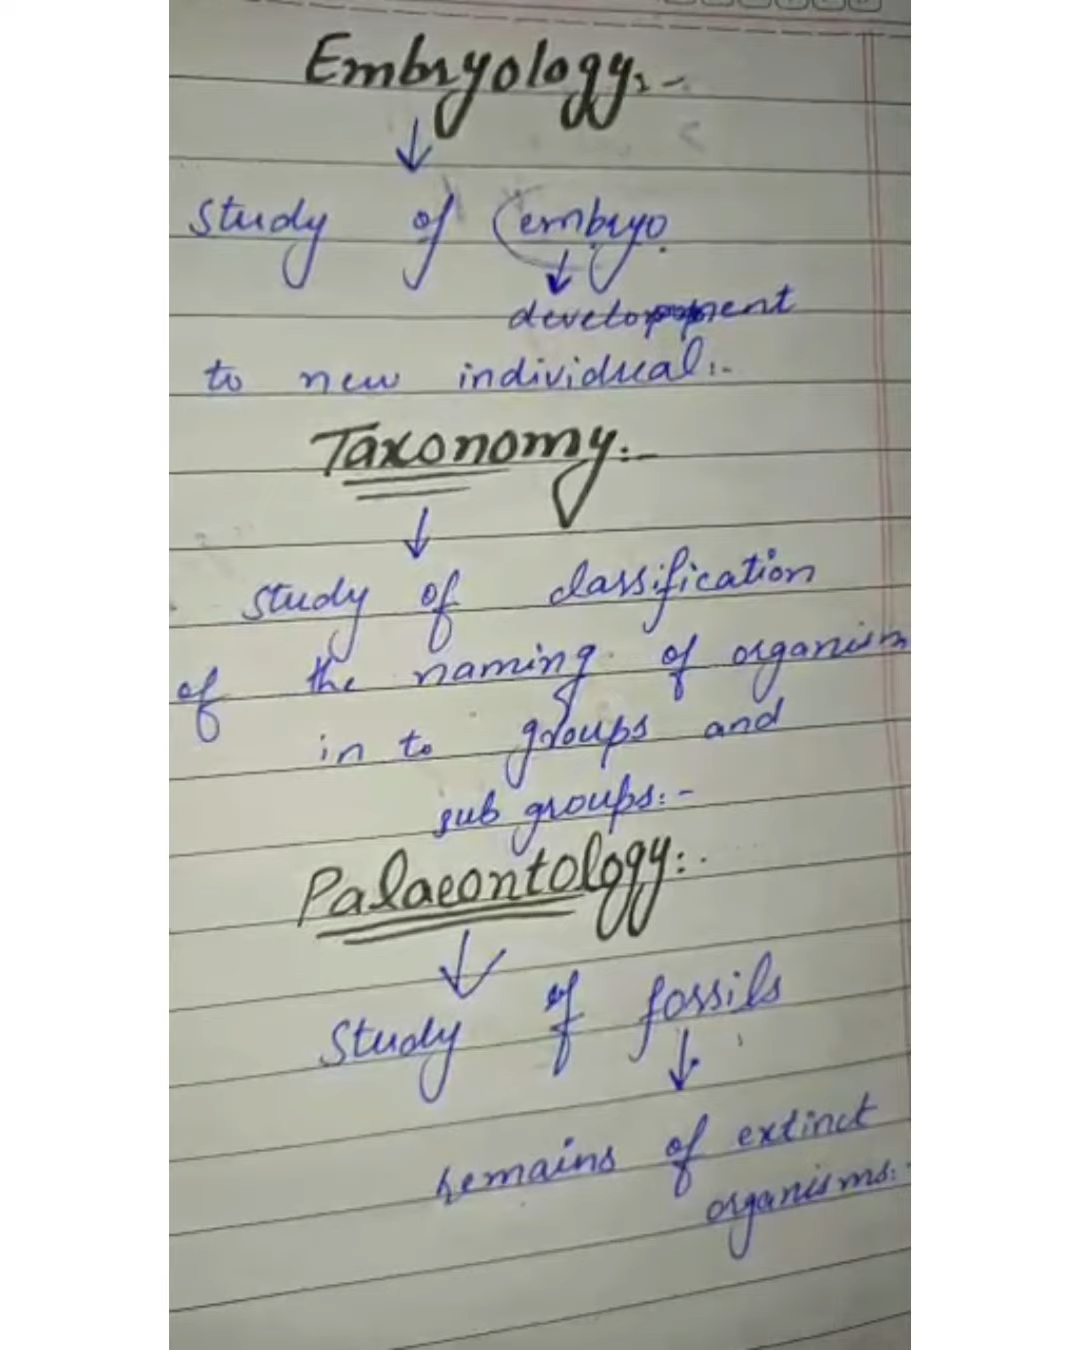 Embryology:-
↓
study of (embryo
↓
development
to new individual:-
Taxonomy:-
↓
study of classification
of the naming of organism
in to groups and
sub groups:-
Palaeontology:-
↓
study of fossils
↓
remains of extinct
organisms:-